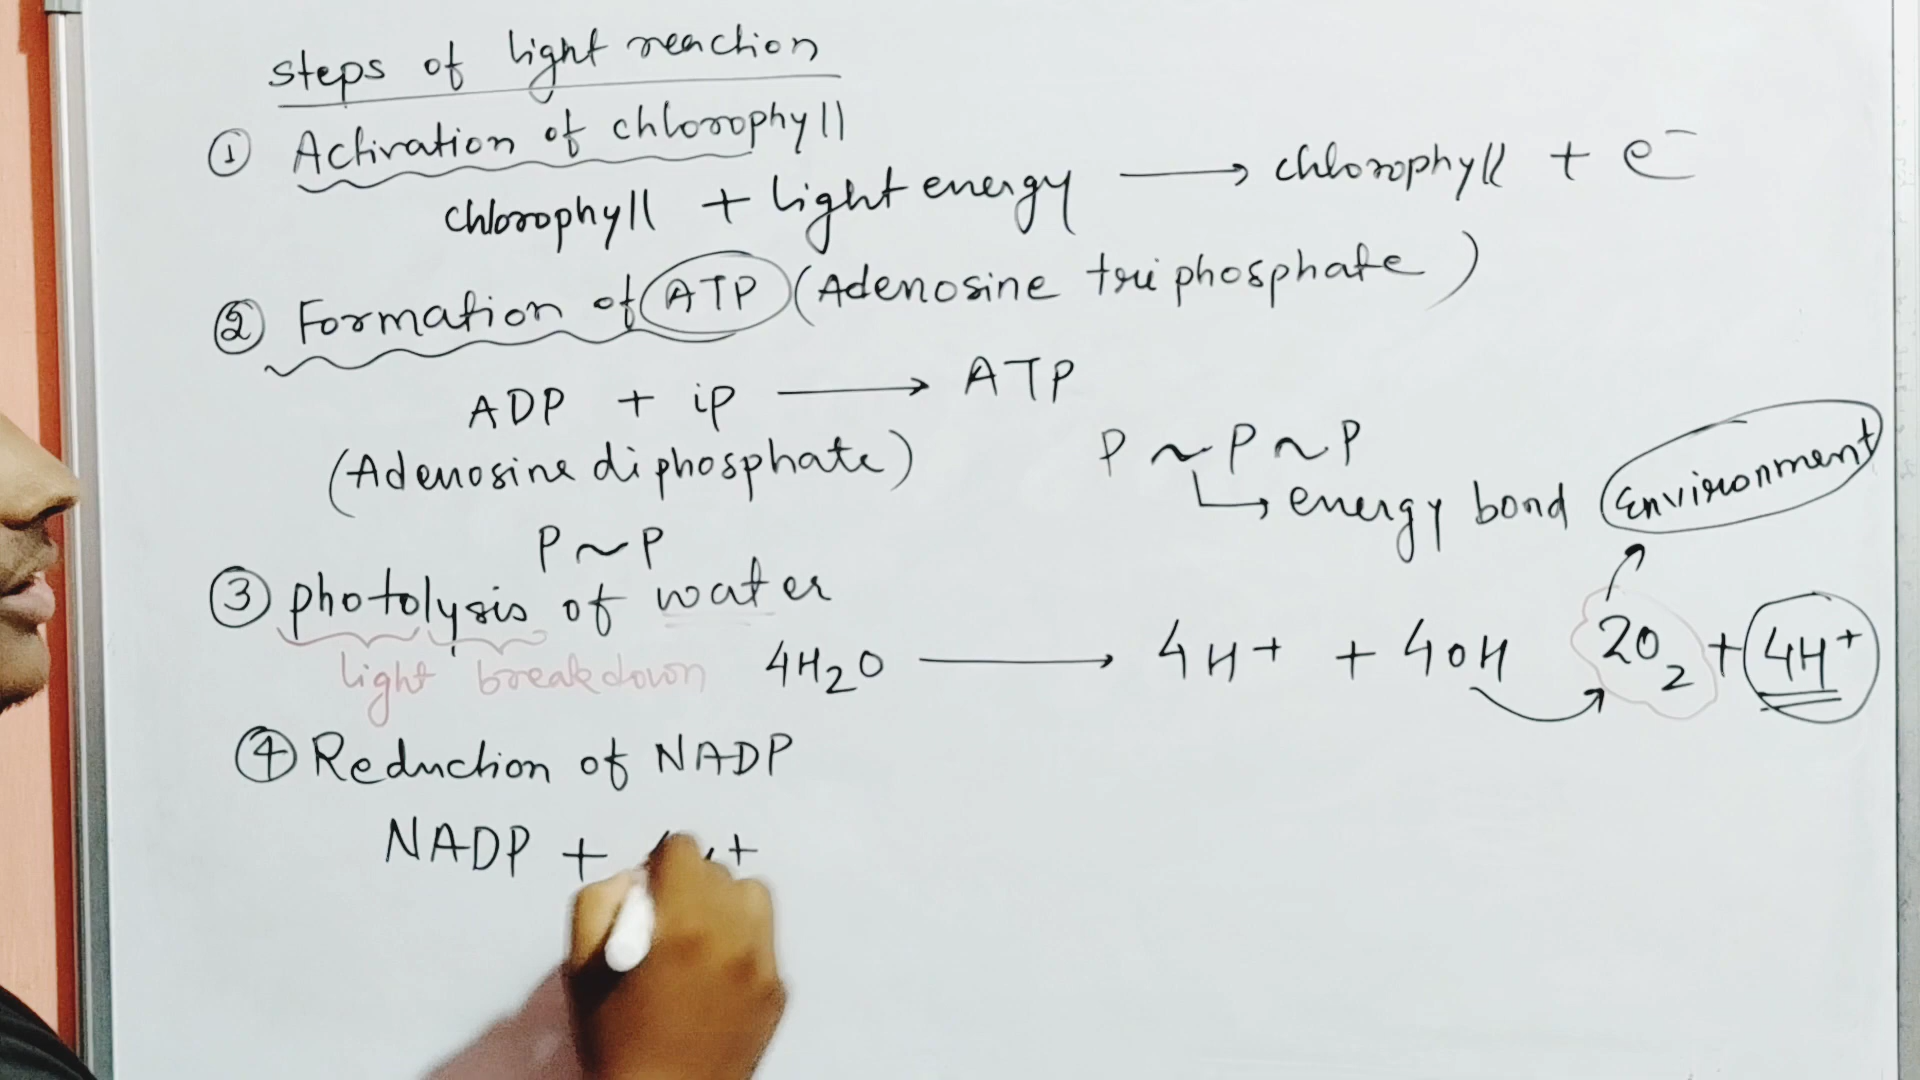 steps of light reaction
① Activation of chlorophyll
chlorophyll + light energy ⟶ chlorophyll + e⁻
② Formation of ATP (Adenosine triphosphate)
ADP + ip ⟶ ATP
(Adenosine diphosphate)
P ~ P ~ P
↳ energy bond
Environment
P ~ P
③ photolysis of water
light breakdown
4H₂O ⟶ 4H⁺ + 4OH 2O₂ + 4H⁺
④ Reduction of NADP
NADP + +